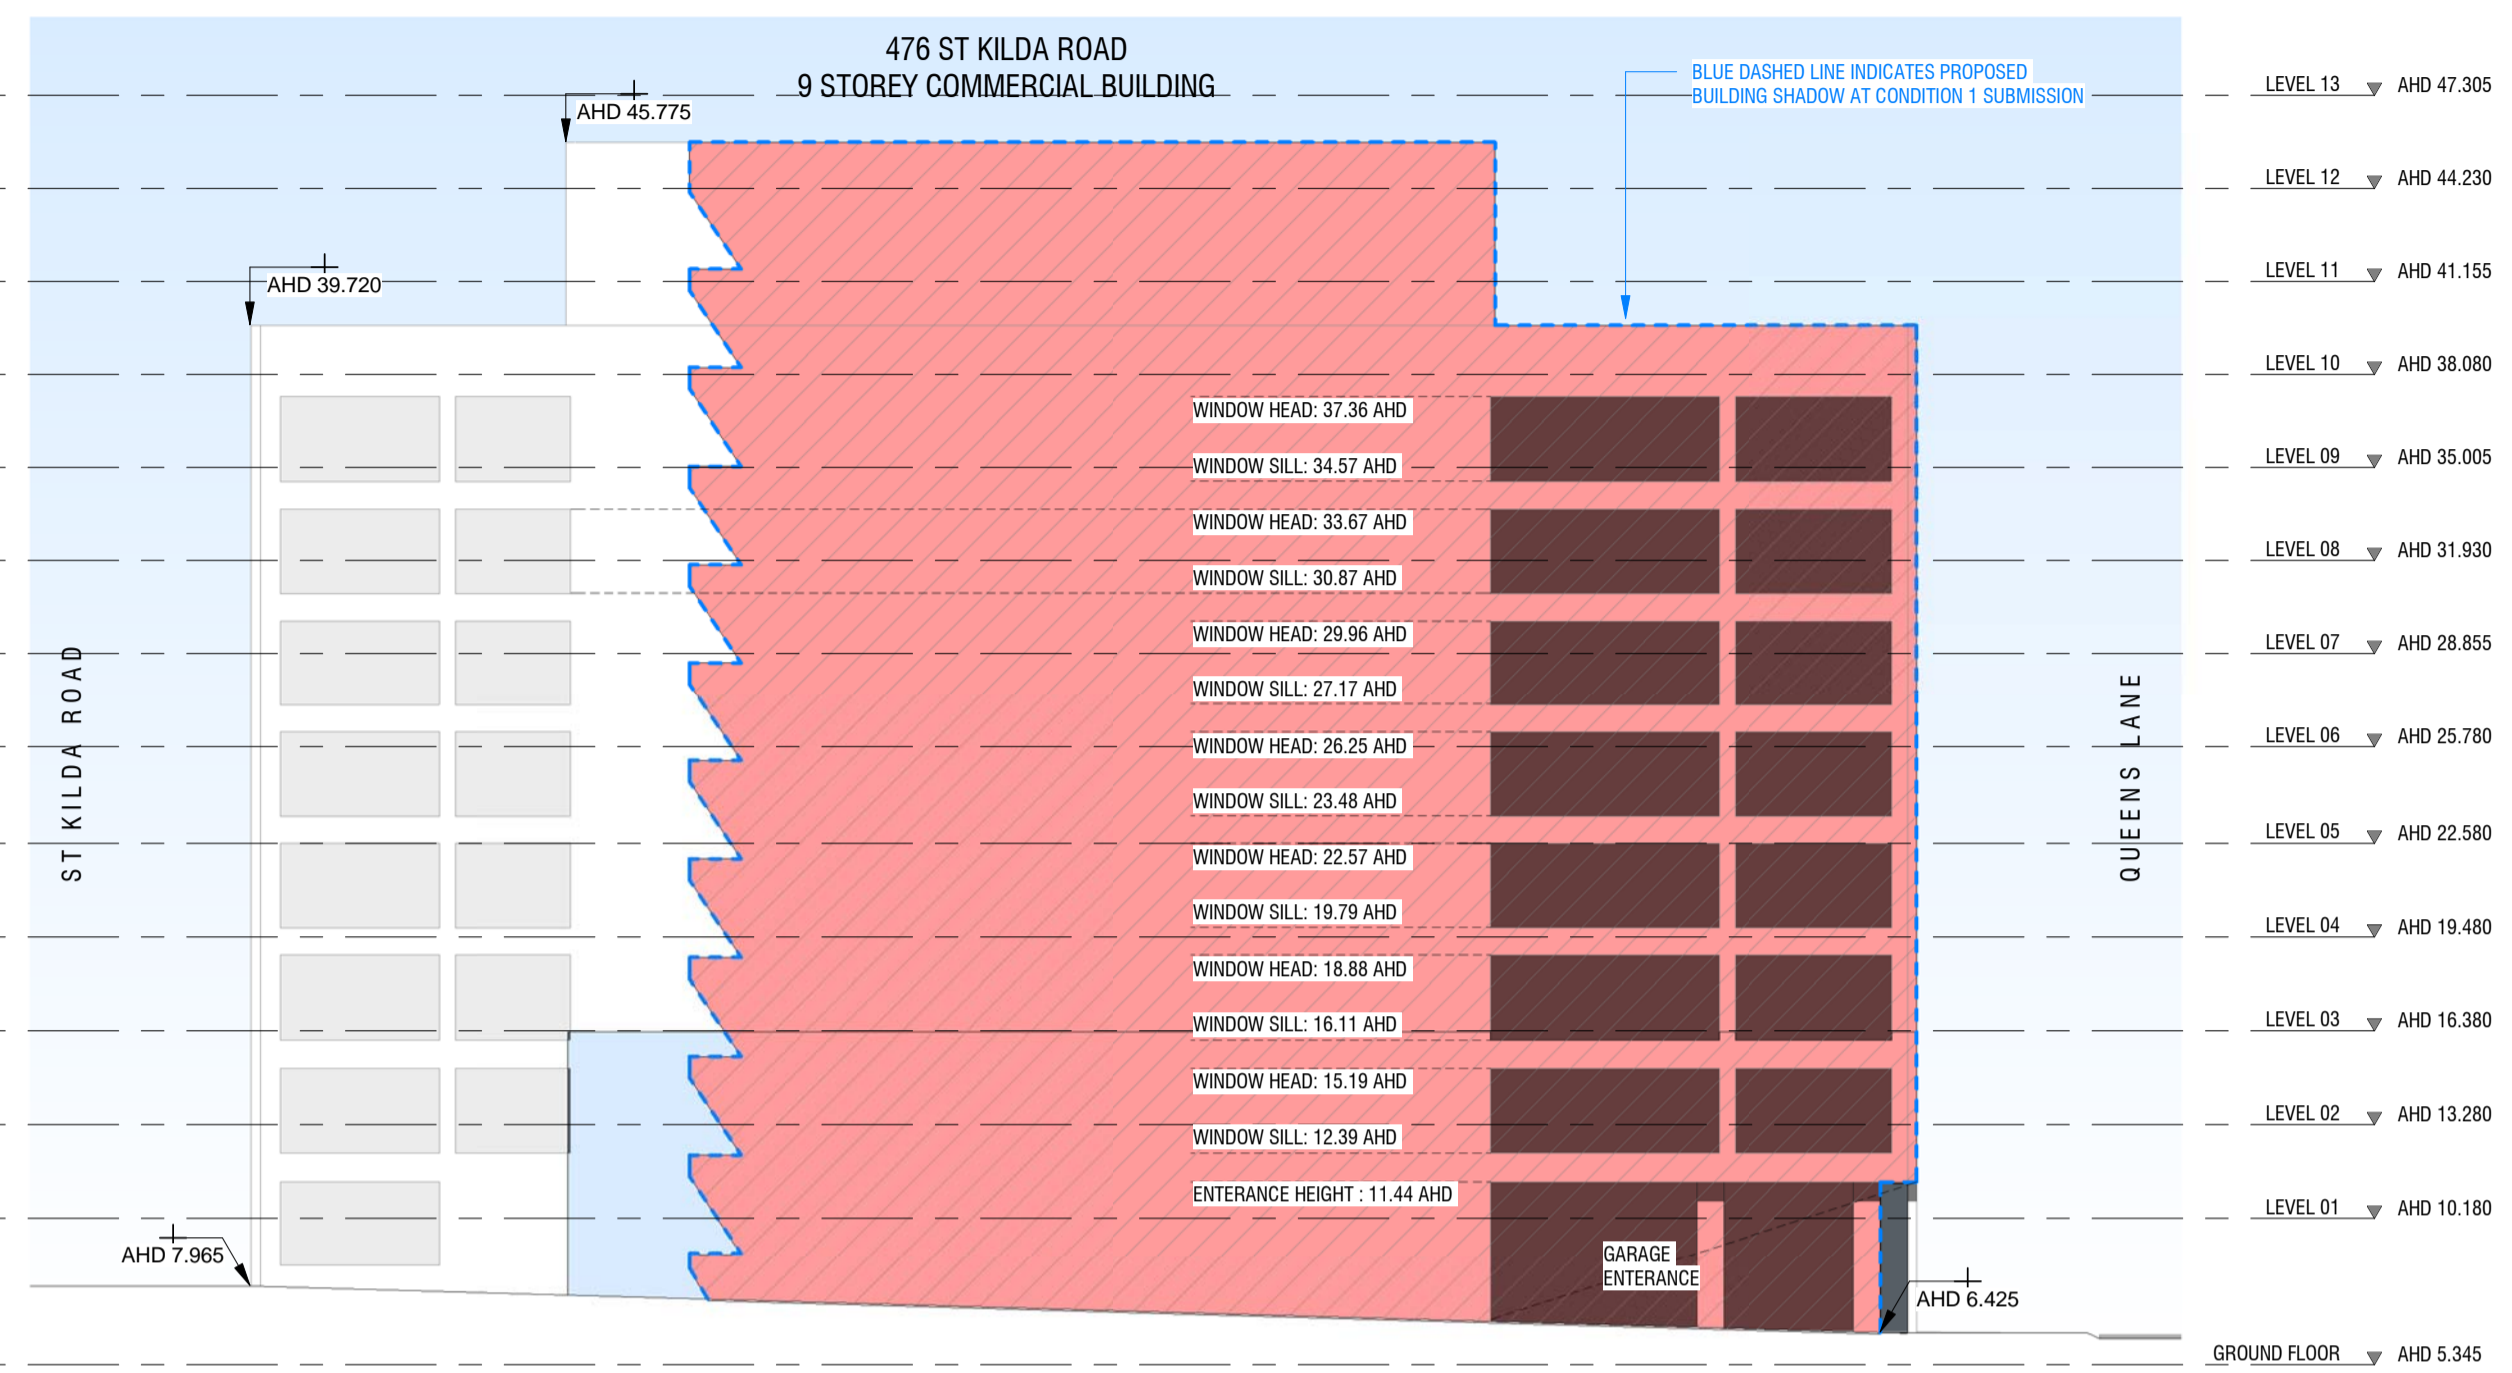 476 ST KILDA ROAD
9 STOREY COMMERCIAL BUILDING
BLUE DASHED LINE INDICATES PROPOSED
BUILDING SHADOW AT CONDITION 1 SUBMISSION
LEVEL 13 AHD 47.305
AHD 45.775
LEVEL 12 AHD 44.230
LEVEL 11 AHD 41.155
AHD 39.720
LEVEL 10 AHD 38.080
WINDOW HEAD: 37.36 AHD
WINDOW SILL: 34.57 AHD
LEVEL 09 AHD 35.005
WINDOW HEAD: 33.67 AHD
LEVEL 08 AHD 31.930
WINDOW SILL: 30.87 AHD
WINDOW HEAD: 29.96 AHD
LEVEL 07 AHD 28.855
WINDOW SILL: 27.17 AHD
ST KILDA ROAD
QUEENS LANE
WINDOW HEAD: 26.25 AHD
LEVEL 06 AHD 25.780
WINDOW SILL: 23.48 AHD
LEVEL 05 AHD 22.580
WINDOW HEAD: 22.57 AHD
WINDOW SILL: 19.79 AHD
LEVEL 04 AHD 19.480
WINDOW HEAD: 18.88 AHD
WINDOW SILL: 16.11 AHD
LEVEL 03 AHD 16.380
WINDOW HEAD: 15.19 AHD
LEVEL 02 AHD 13.280
WINDOW SILL: 12.39 AHD
ENTERANCE HEIGHT : 11.44 AHD
LEVEL 01 AHD 10.180
AHD 7.965
GARAGE
ENTERANCE
AHD 6.425
GROUND FLOOR AHD 5.345